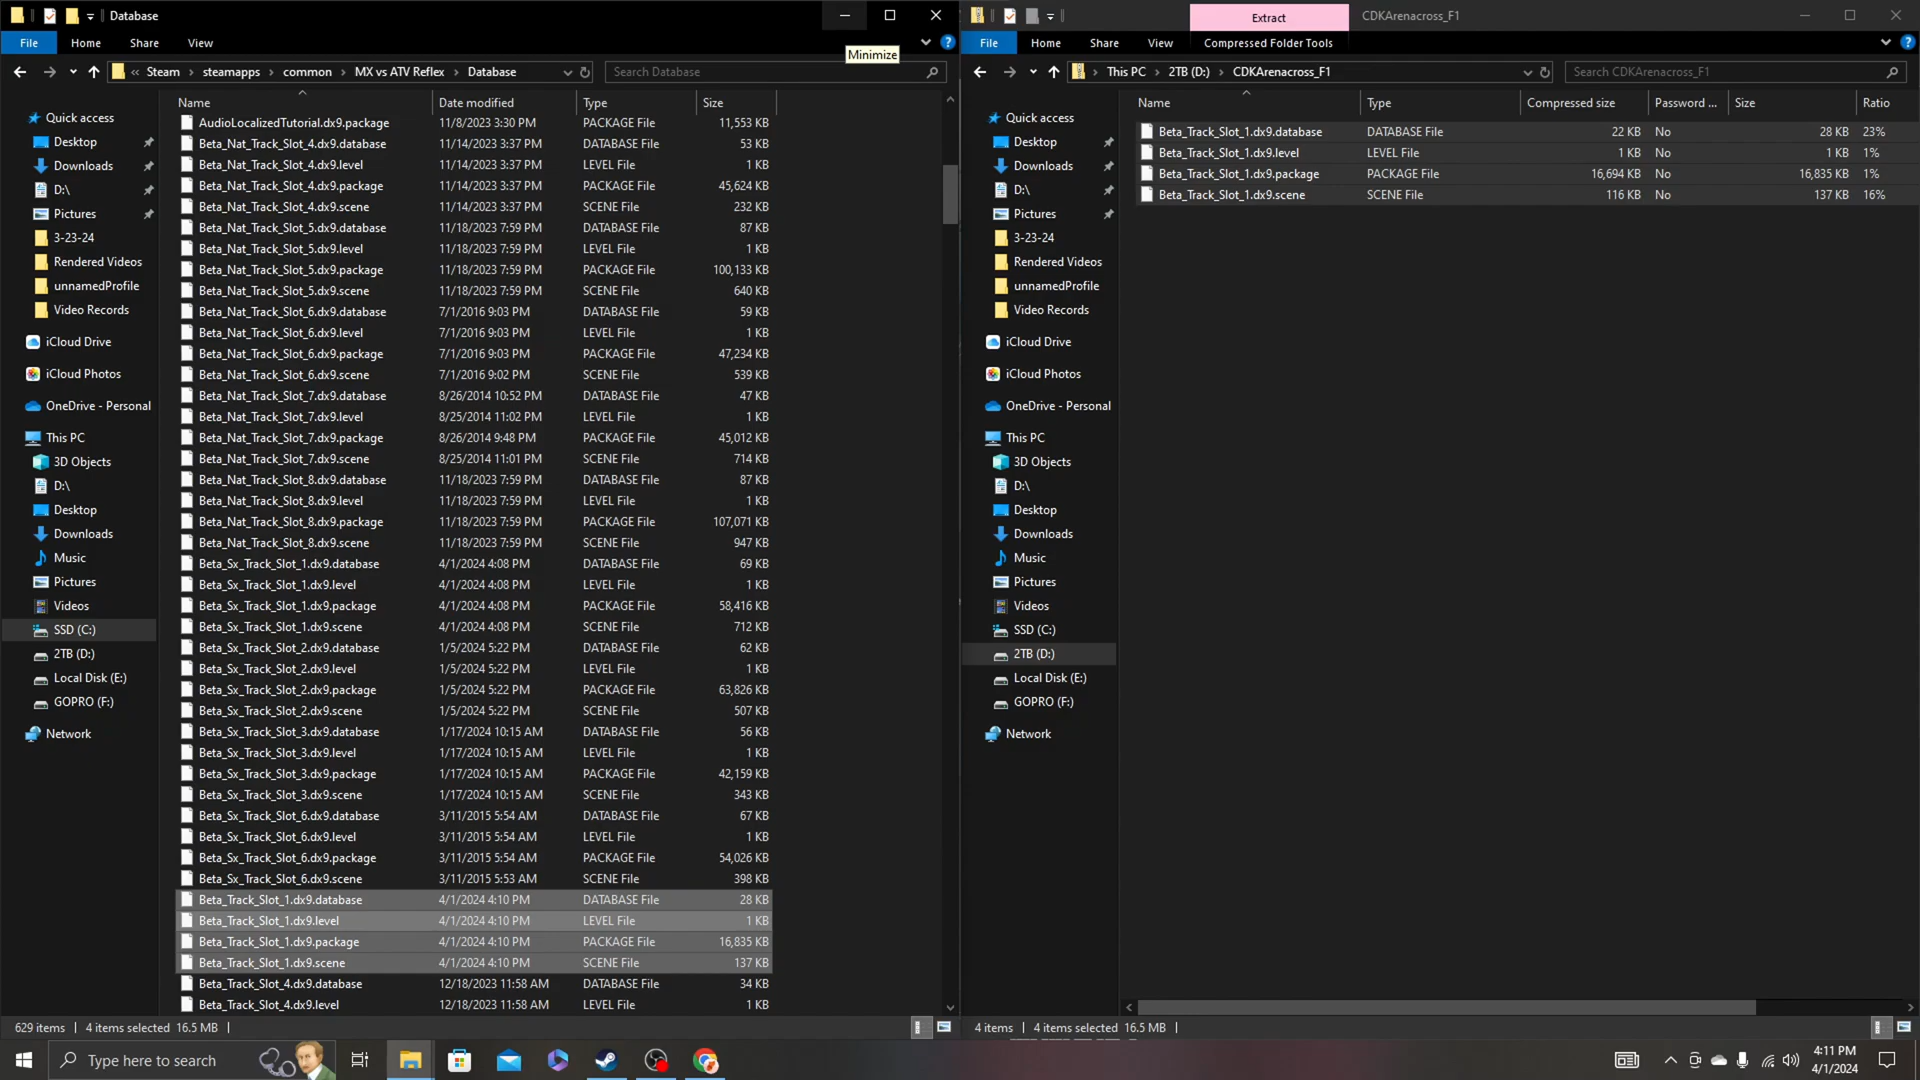 Database
File
Home
Share
View
Minimize
« Steam › steamapps › common › MX vs ATV Reflex › Database
Search Database
Quick access
Desktop
Downloads
D:\
Pictures
3-23-24
Rendered Videos
unnamedProfile
Video Records
iCloud Drive
iCloud Photos
OneDrive - Personal
This PC
3D Objects
D:\
Desktop
Downloads
Music
Pictures
Videos
SSD (C:)
2TB (D:)
Local Disk (E:)
GOPRO (F:)
Network
Name Date modified Type Size
AudioLocalizedTutorial.dx9.package 11/8/2023 3:30 PM PACKAGE File 11,553 KB
Beta_Nat_Track_Slot_4.dx9.database 11/14/2023 3:37 PM DATABASE File 53 KB
Beta_Nat_Track_Slot_4.dx9.level 11/14/2023 3:37 PM LEVEL File 1 KB
Beta_Nat_Track_Slot_4.dx9.package 11/14/2023 3:37 PM PACKAGE File 45,624 KB
Beta_Nat_Track_Slot_4.dx9.scene 11/14/2023 3:37 PM SCENE File 232 KB
Beta_Nat_Track_Slot_5.dx9.database 11/18/2023 7:59 PM DATABASE File 87 KB
Beta_Nat_Track_Slot_5.dx9.level 11/18/2023 7:59 PM LEVEL File 1 KB
Beta_Nat_Track_Slot_5.dx9.package 11/18/2023 7:59 PM PACKAGE File 100,133 KB
Beta_Nat_Track_Slot_5.dx9.scene 11/18/2023 7:59 PM SCENE File 640 KB
Beta_Nat_Track_Slot_6.dx9.database 7/1/2016 9:03 PM DATABASE File 59 KB
Beta_Nat_Track_Slot_6.dx9.level 7/1/2016 9:03 PM LEVEL File 1 KB
Beta_Nat_Track_Slot_6.dx9.package 7/1/2016 9:03 PM PACKAGE File 47,234 KB
Beta_Nat_Track_Slot_6.dx9.scene 7/1/2016 9:02 PM SCENE File 539 KB
Beta_Nat_Track_Slot_7.dx9.database 8/26/2014 10:52 PM DATABASE File 47 KB
Beta_Nat_Track_Slot_7.dx9.level 8/25/2014 11:02 PM LEVEL File 1 KB
Beta_Nat_Track_Slot_7.dx9.package 8/26/2014 9:48 PM PACKAGE File 45,012 KB
Beta_Nat_Track_Slot_7.dx9.scene 8/25/2014 11:01 PM SCENE File 714 KB
Beta_Nat_Track_Slot_8.dx9.database 11/18/2023 7:59 PM DATABASE File 87 KB
Beta_Nat_Track_Slot_8.dx9.level 11/18/2023 7:59 PM LEVEL File 1 KB
Beta_Nat_Track_Slot_8.dx9.package 11/18/2023 7:59 PM PACKAGE File 107,071 KB
Beta_Nat_Track_Slot_8.dx9.scene 11/18/2023 7:59 PM SCENE File 947 KB
Beta_Sx_Track_Slot_1.dx9.database 4/1/2024 4:08 PM DATABASE File 69 KB
Beta_Sx_Track_Slot_1.dx9.level 4/1/2024 4:08 PM LEVEL File 1 KB
Beta_Sx_Track_Slot_1.dx9.package 4/1/2024 4:08 PM PACKAGE File 58,416 KB
Beta_Sx_Track_Slot_1.dx9.scene 4/1/2024 4:08 PM SCENE File 712 KB
Beta_Sx_Track_Slot_2.dx9.database 1/5/2024 5:22 PM DATABASE File 62 KB
Beta_Sx_Track_Slot_2.dx9.level 1/5/2024 5:22 PM LEVEL File 1 KB
Beta_Sx_Track_Slot_2.dx9.package 1/5/2024 5:22 PM PACKAGE File 63,826 KB
Beta_Sx_Track_Slot_2.dx9.scene 1/5/2024 5:22 PM SCENE File 507 KB
Beta_Sx_Track_Slot_3.dx9.database 1/17/2024 10:15 AM DATABASE File 56 KB
Beta_Sx_Track_Slot_3.dx9.level 1/17/2024 10:15 AM LEVEL File 1 KB
Beta_Sx_Track_Slot_3.dx9.package 1/17/2024 10:15 AM PACKAGE File 42,159 KB
Beta_Sx_Track_Slot_3.dx9.scene 1/17/2024 10:15 AM SCENE File 343 KB
Beta_Sx_Track_Slot_6.dx9.database 3/11/2015 5:54 AM DATABASE File 67 KB
Beta_Sx_Track_Slot_6.dx9.level 3/11/2015 5:54 AM LEVEL File 1 KB
Beta_Sx_Track_Slot_6.dx9.package 3/11/2015 5:54 AM PACKAGE File 54,026 KB
Beta_Sx_Track_Slot_6.dx9.scene 3/11/2015 5:53 AM SCENE File 398 KB
Beta_Track_Slot_1.dx9.database 4/1/2024 4:10 PM DATABASE File 28 KB
Beta_Track_Slot_1.dx9.level 4/1/2024 4:10 PM LEVEL File 1 KB
Beta_Track_Slot_1.dx9.package 4/1/2024 4:10 PM PACKAGE File 16,835 KB
Beta_Track_Slot_1.dx9.scene 4/1/2024 4:10 PM SCENE File 137 KB
Beta_Track_Slot_4.dx9.database 12/18/2023 11:58 AM DATABASE File 34 KB
Beta_Track_Slot_4.dx9.level 12/18/2023 11:58 AM LEVEL File 1 KB
629 items | 4 items selected 16.5 MB |
Extract
CDKArenacross_F1
File
Home
Share
View
Compressed Folder Tools
› This PC › 2TB (D:) › CDKArenacross_F1
Search CDKArenacross_F1
Quick access
Desktop
Downloads
D:\
Pictures
3-23-24
Rendered Videos
unnamedProfile
Video Records
iCloud Drive
iCloud Photos
OneDrive - Personal
This PC
3D Objects
D:\
Desktop
Downloads
Music
Pictures
Videos
SSD (C:)
2TB (D:)
Local Disk (E:)
GOPRO (F:)
Network
Name Type Compressed size Password ... Size Ratio
Beta_Track_Slot_1.dx9.database DATABASE File 22 KB No 28 KB 23%
Beta_Track_Slot_1.dx9.level LEVEL File 1 KB No 1 KB 1%
Beta_Track_Slot_1.dx9.package PACKAGE File 16,694 KB No 16,835 KB 1%
Beta_Track_Slot_1.dx9.scene SCENE File 116 KB No 137 KB 16%
4 items | 4 items selected 16.5 MB |
Type here to search
4:11 PM
4/1/2024